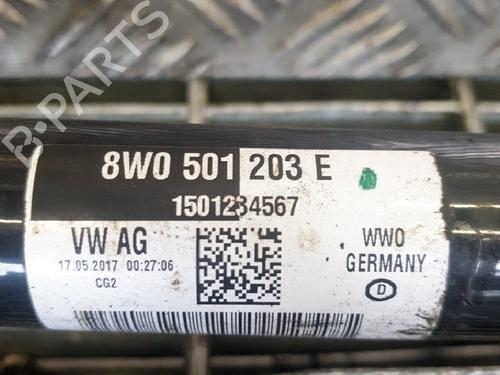 B-PARTS
8W0 501 203 E
1501234567
VW AG
17.05.2017 00:27:06
CG2
WWO
GERMANY
D